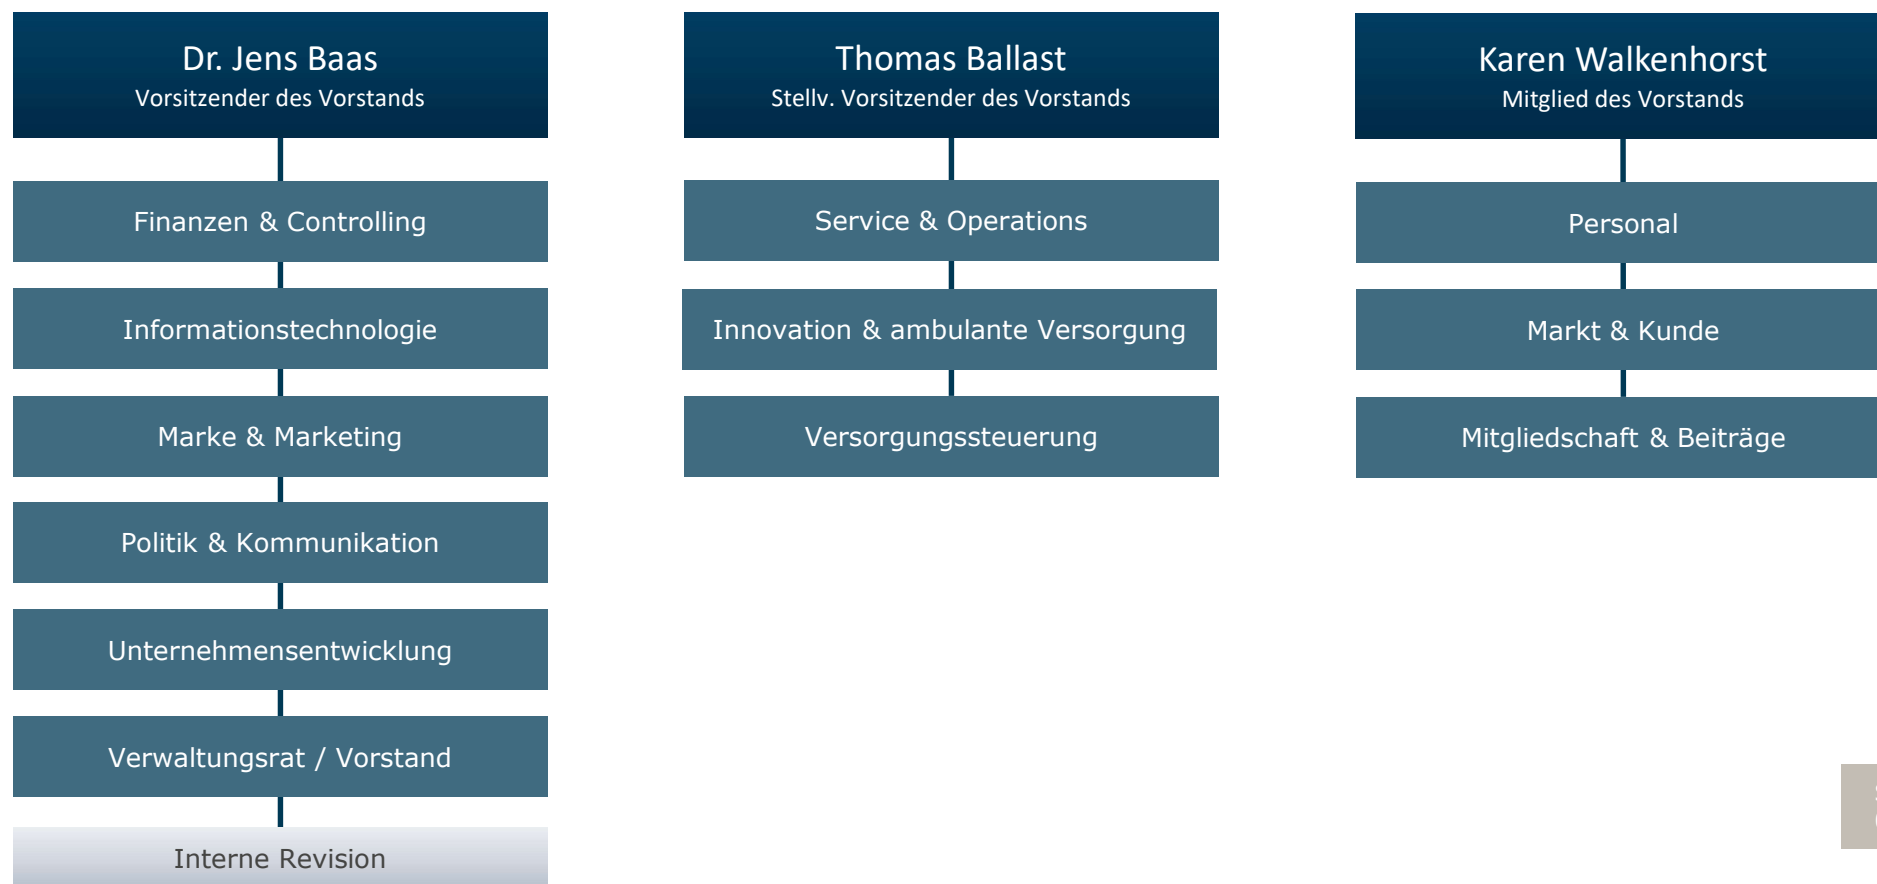 Dr. Jens Baas
Vorsitzender des Vorstands
Finanzen & Controlling
Informationstechnologie
Marke & Marketing
Politik & Kommunikation
Unternehmensentwicklung
Verwaltungsrat / Vorstand
Interne Revision
Thomas Ballast
Stellv. Vorsitzender des Vorstands
Service & Operations
Innovation & ambulante Versorgung
Versorgungssteuerung
Karen Walkenhorst
Mitglied des Vorstands
Personal
Markt & Kunde
Mitgliedschaft & Beiträge